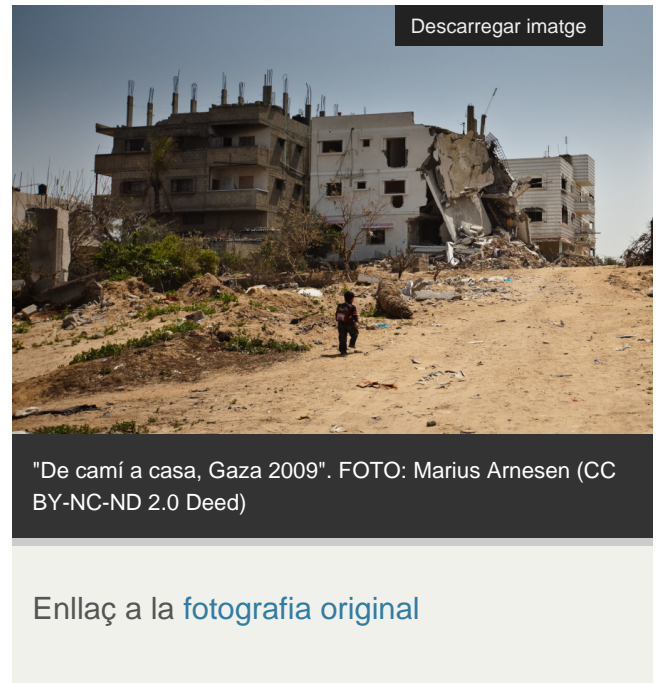 Descarregar imatge
"De camí a casa, Gaza 2009". FOTO: Marius Arnesen (CC
BY-NC-ND 2.0 Deed)
Enllaç a la fotografia original